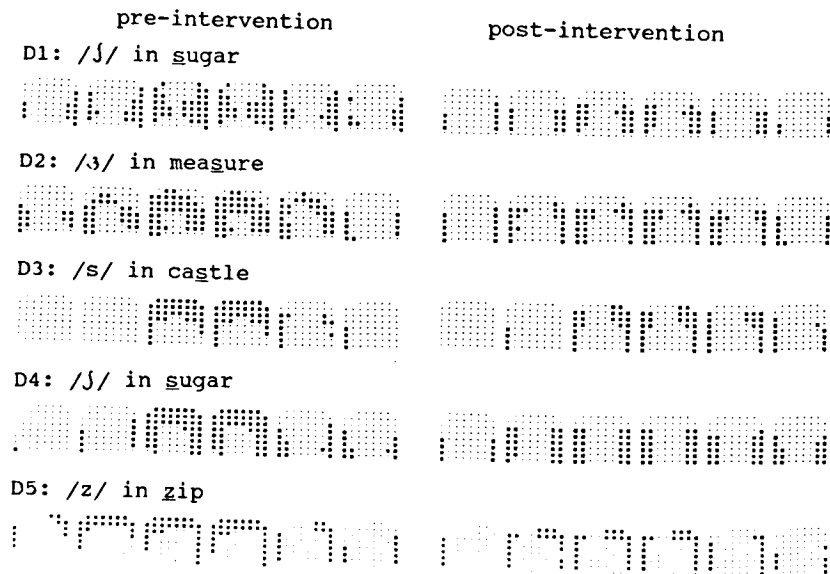 pre-intervention post-intervention
D1: /ʃ/ in sugar
D2: /ʒ/ in measure
D3: /s/ in castle
D4: /ʃ/ in sugar
D5: /z/ in zip